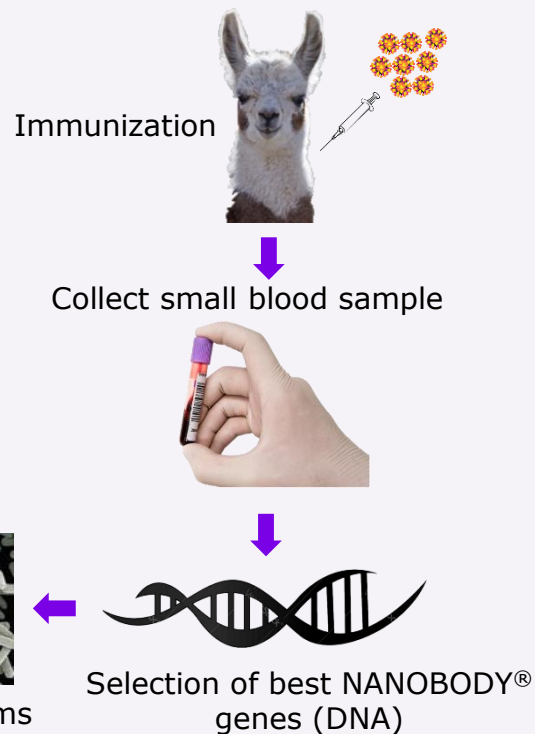 Immunization
Collect small blood sample
Selection of best NANOBODY®
genes (DNA)